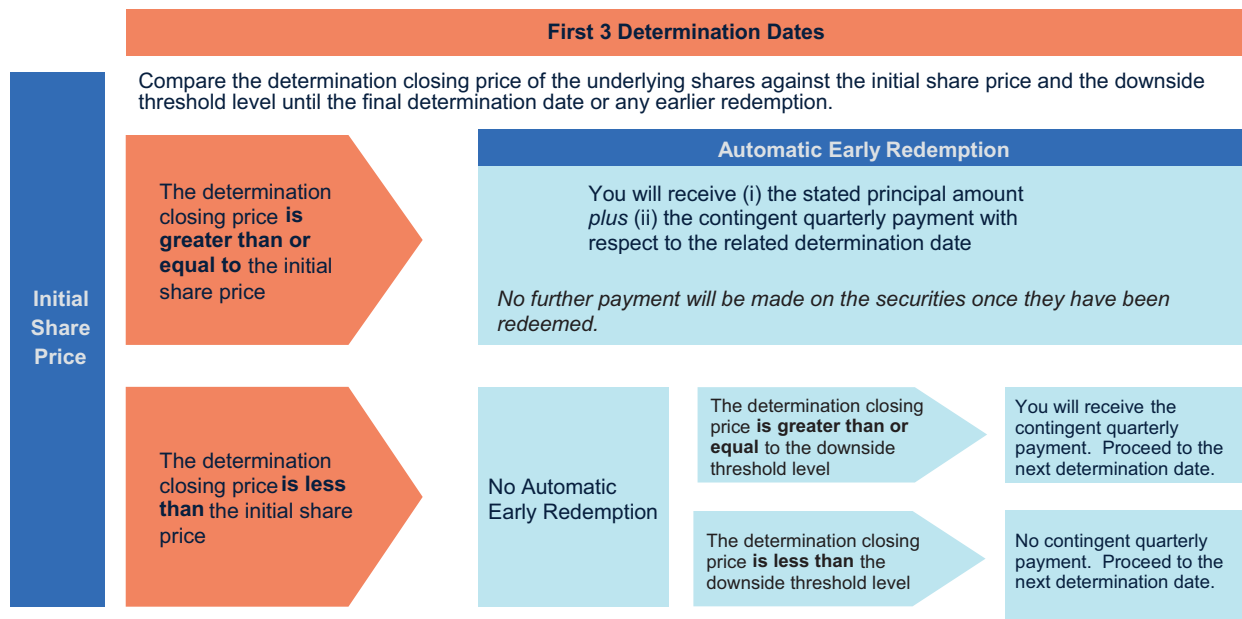 First 3 Determination Dates
Compare the determination closing price of the underlying shares against the initial share price and the downside
threshold level until the final determination date or any earlier redemption.
Initial
Share
Price
The determination
closing price is
greater than or
equal to the initial
share price
Automatic Early Redemption
You will receive (i) the stated principal amount
plus (ii) the contingent quarterly payment with
respect to the related determination date
No further payment will be made on the securities once they have been
redeemed.
The determination
closing price is less
than the initial share
price
No Automatic
Early Redemption
The determination closing
price is greater than or
equal to the downside
threshold level
You will receive the
contingent quarterly
payment. Proceed to the
next determination date.
The determination closing
price is less than the
downside threshold level
No contingent quarterly
payment. Proceed to the
next determination date.